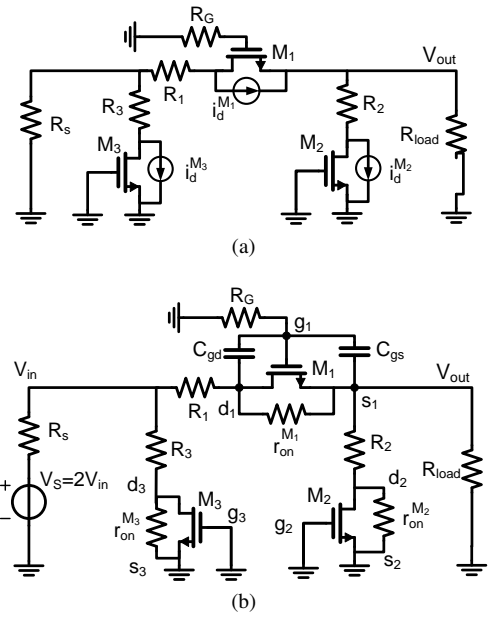 R_G
M_1
V_out
R_1
i_d^{M_1}
R_3
R_2
R_s
M_3
i_d^{M_3}
M_2
i_d^{M_2}
R_load
(a)
R_G
g_1
C_gd
C_gs
V_in
M_1
V_out
R_1
d_1
s_1
r_on^{M_1}
R_s
R_3
R_2
+
V_S=2V_in
–
d_3
d_2
R_load
r_on^{M_3}
M_3
g_3
M_2
g_2
r_on^{M_2}
s_3
s_2
(b)